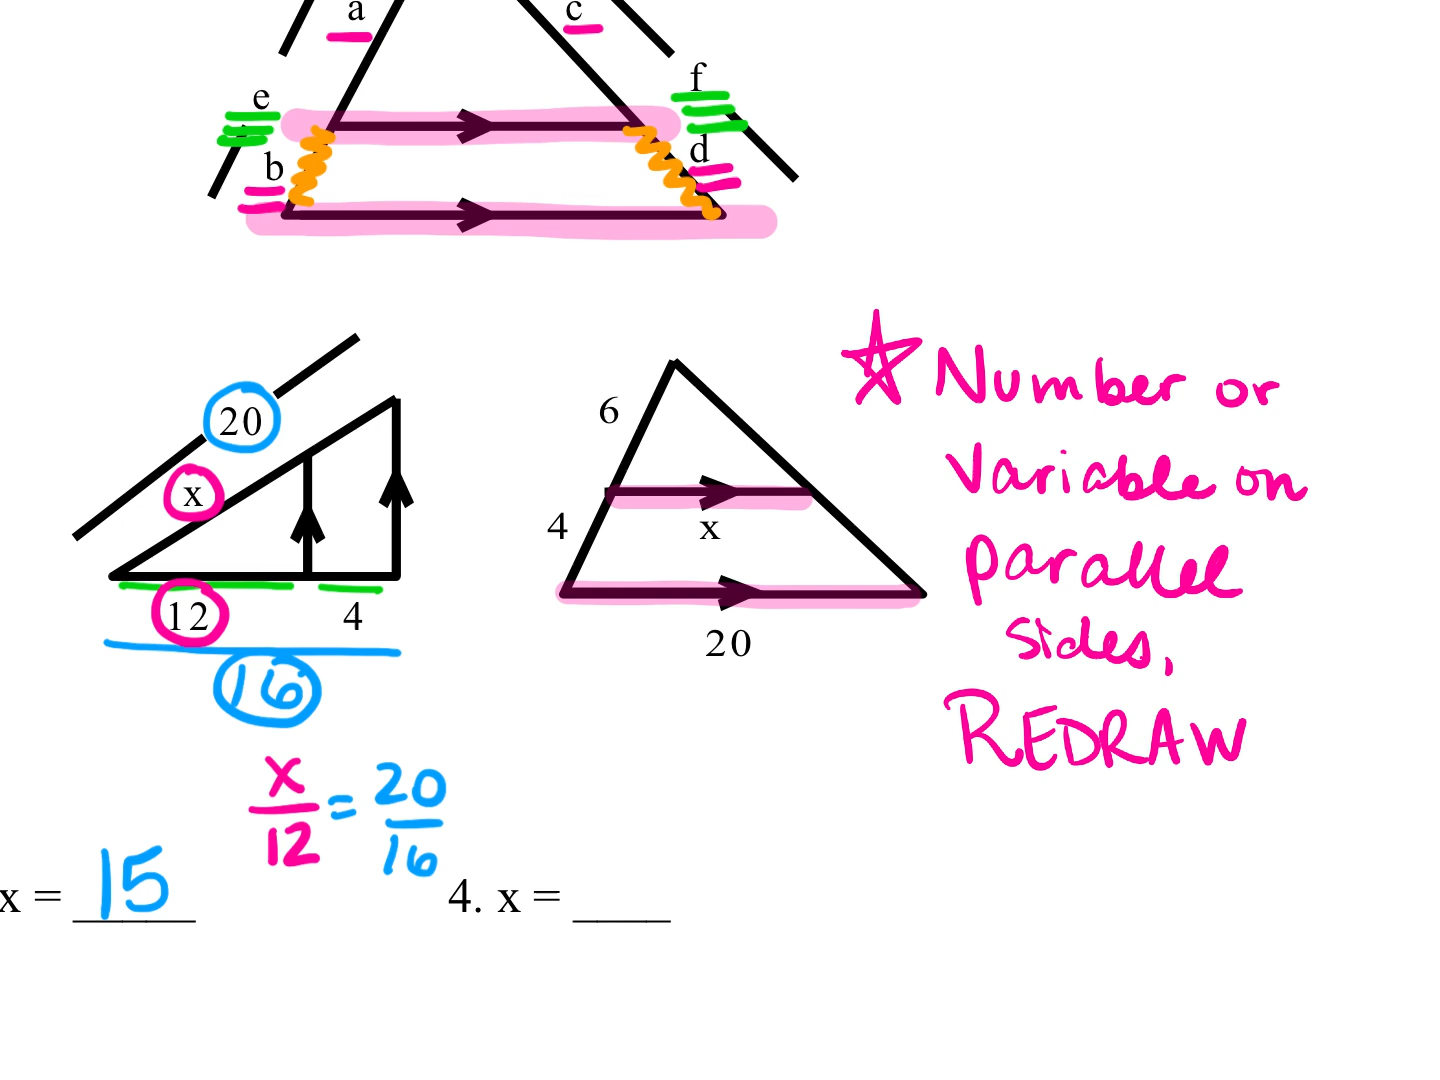 a
c
e
f
b
d
20
x
12
4
16
6
4
x
20
☆ Number or
Variable on
parallel
sides,
REDRAW
x/12 = 20/16
x = 15
4. x = ____